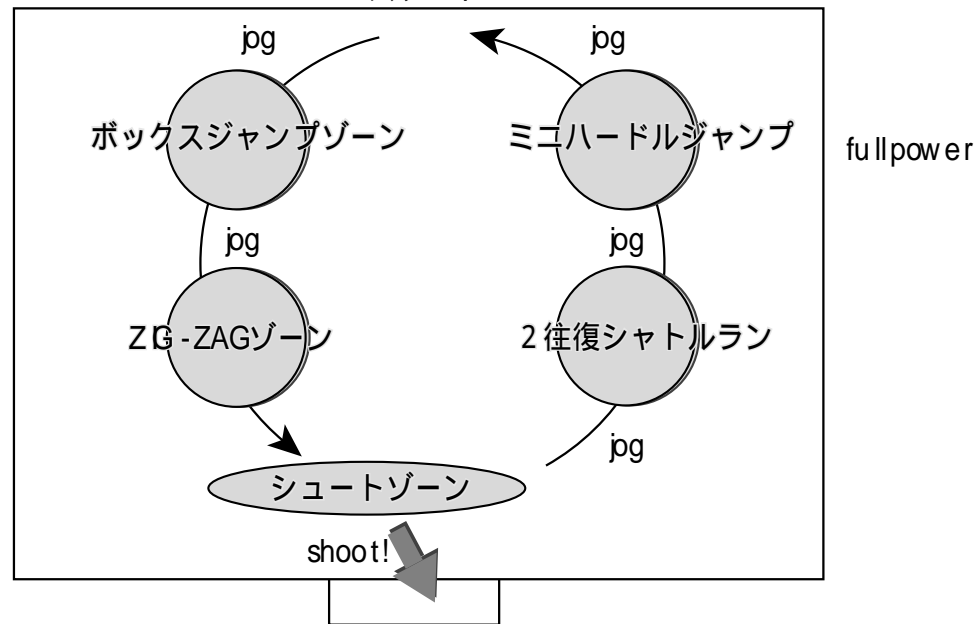 jog
jog
ボックスジャンプゾーン
ミニハードルジャンプ
fullpower
jog
jog
ZIG-ZAGゾーン
2往復シャトルラン
jog
シュートゾーン
shoot!